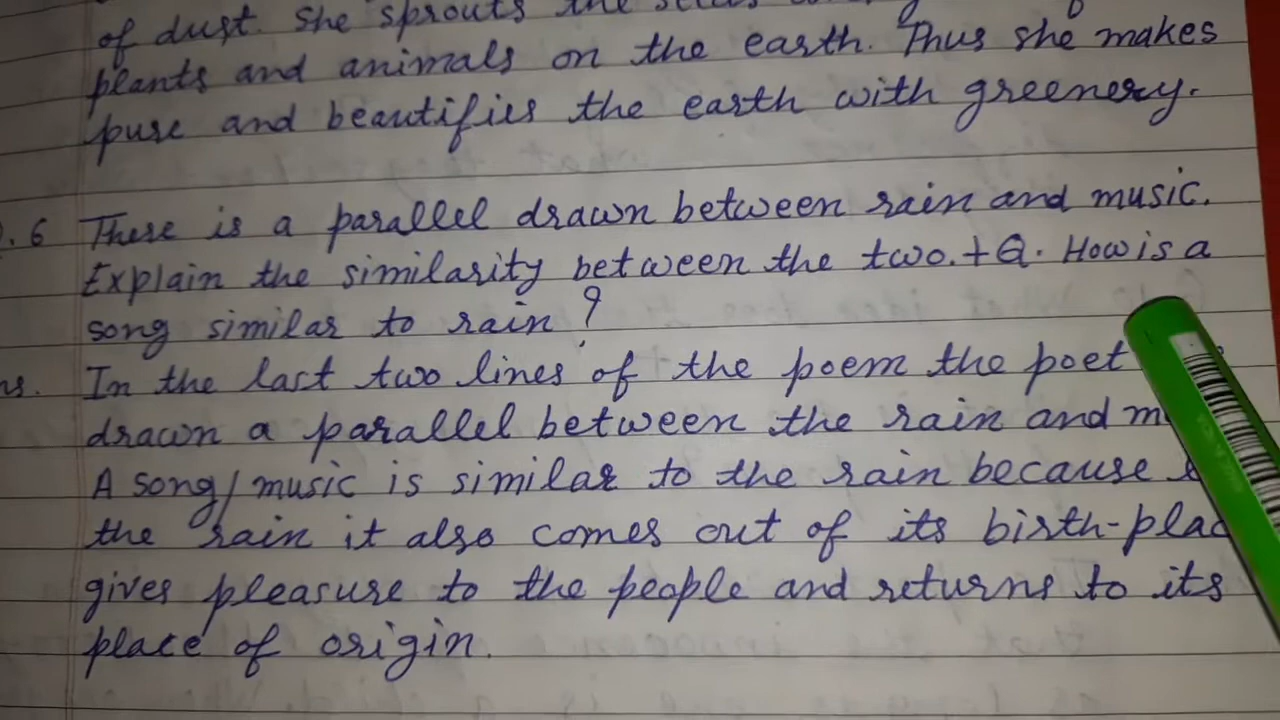 of dust. She sprouts the
plants and animals on the earth. Thus she makes
pure and beautifies the earth with greenery.
.6 There is a parallel drawn between rain and music.
Explain the similarity between the two. + Q. How is a
song similar to rain ?
ns. In the last two lines of the poem the poet
drawn a parallel between the rain and m
A song/music is similar to the rain because
the rain it also comes out of its birth-plac
gives pleasure to the people and returns to its
place of origin.